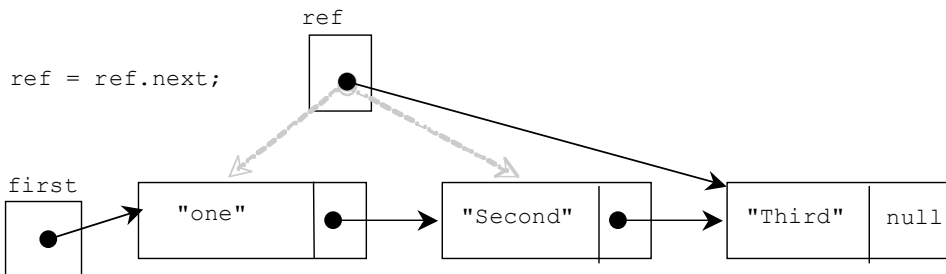 ref
ref = ref.next;
first
"one"
"Second"
"Third"
null